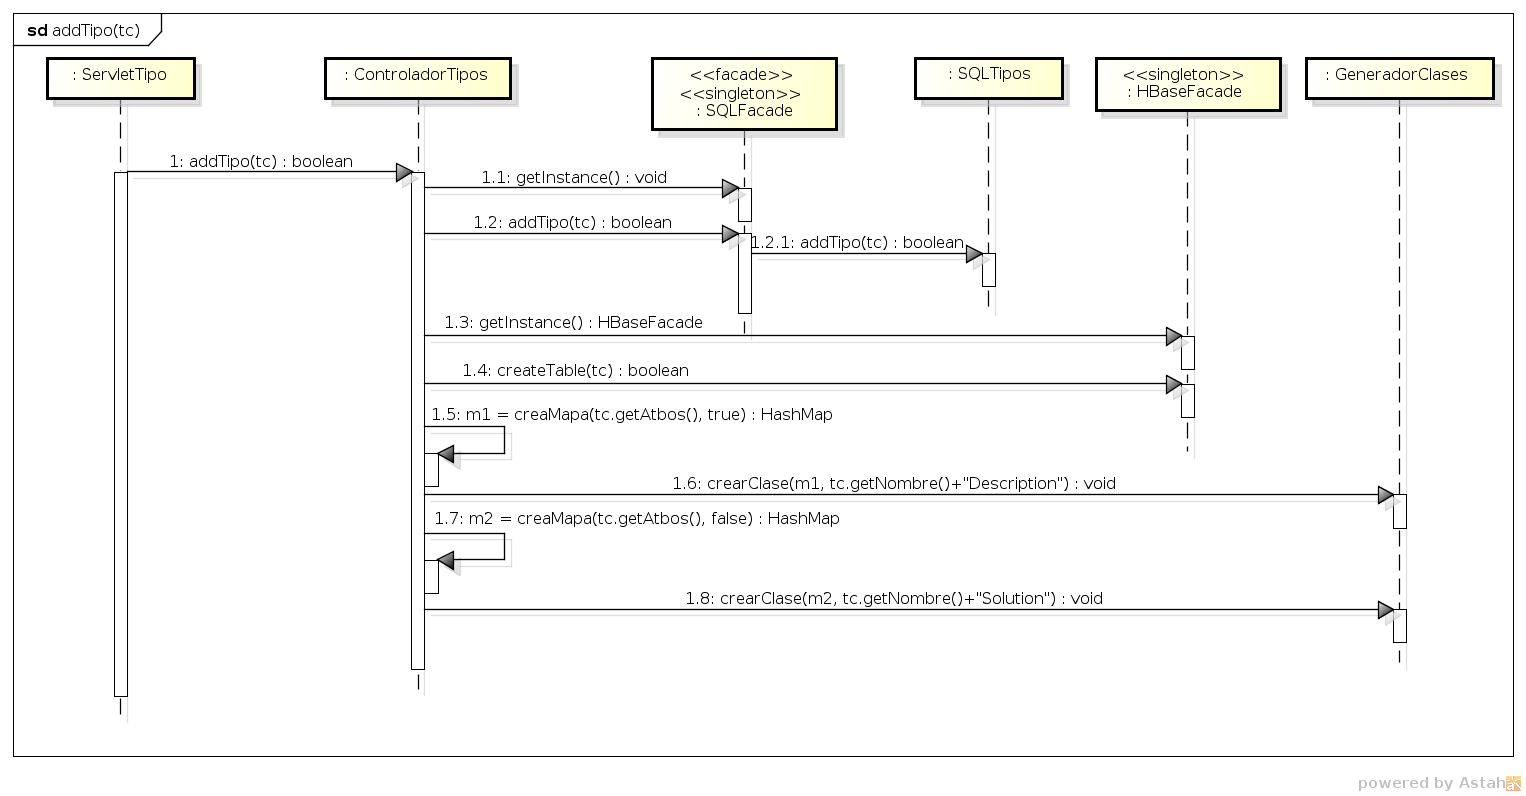 sd addTipo(tc)
: ServletTipo
: ControladorTipos
<<facade>>
<<singleton>>
: SQLFacade
: SQLTipos
<<singleton>>
: HBaseFacade
: GeneradorClases
1: addTipo(tc) : boolean
1.1: getInstance() : void
1.2: addTipo(tc) : boolean
1.2.1: addTipo(tc) : boolean
1.3: getInstance() : HBaseFacade
1.4: createTable(tc) : boolean
1.5: m1 = creaMapa(tc.getAtbos(), true) : HashMap
1.6: crearClase(m1, tc.getNombre()+"Description") : void
1.7: m2 = creaMapa(tc.getAtbos(), false) : HashMap
1.8: crearClase(m2, tc.getNombre()+"Solution") : void
powered by Astah